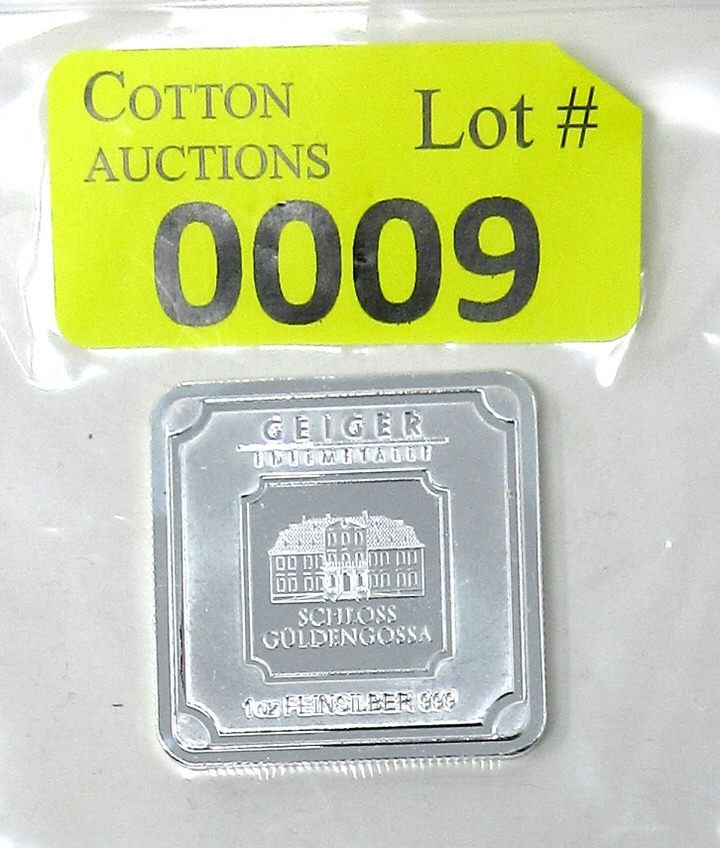 COTTON
AUCTIONS
Lot #
0009
GEIGER
EDELMETALLE
SCHLOSS
GÜLDENGOSSA
1oz FEINSILBER 999